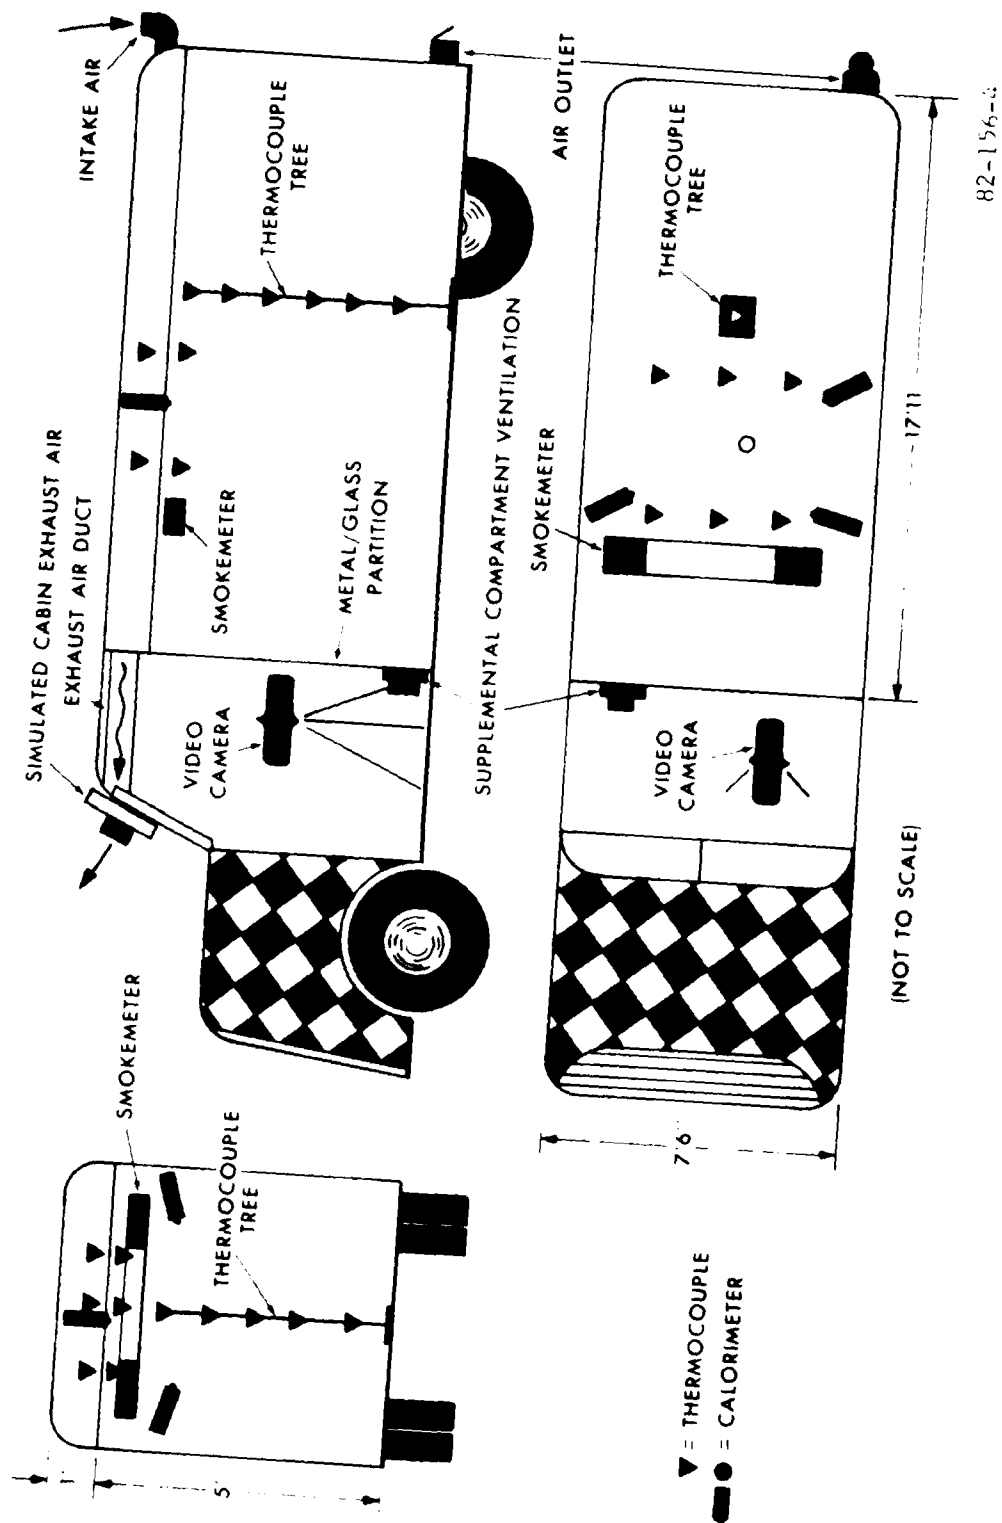 INTAKE AIR
SIMULATED CABIN EXHAUST AIR
EXHAUST AIR DUCT
THERMOCOUPLE
TREE
SMOKEMETER
METAL/GLASS
PARTITION
VIDEO
CAMERA
SMOKEMETER
THERMOCOUPLE
TREE
1'
5'
AIR OUTLET
SUPPLEMENTAL COMPARTMENT VENTILATION
SMOKEMETER
THERMOCOUPLE
TREE
VIDEO
CAMERA
17'11
7'6
(NOT TO SCALE)
= THERMOCOUPLE
= CALORIMETER
82-156-4